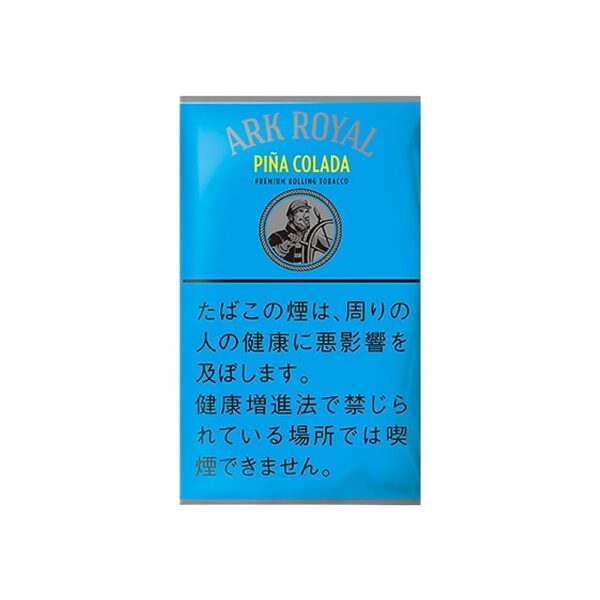 ARK ROYAL
PIÑA COLADA
- PREMIUM ROLLING TOBACCO -
たばこの煙は、周りの
人の健康に悪影響を
及ぼします。
健康増進法で禁じら
れている場所では喫
煙できません。